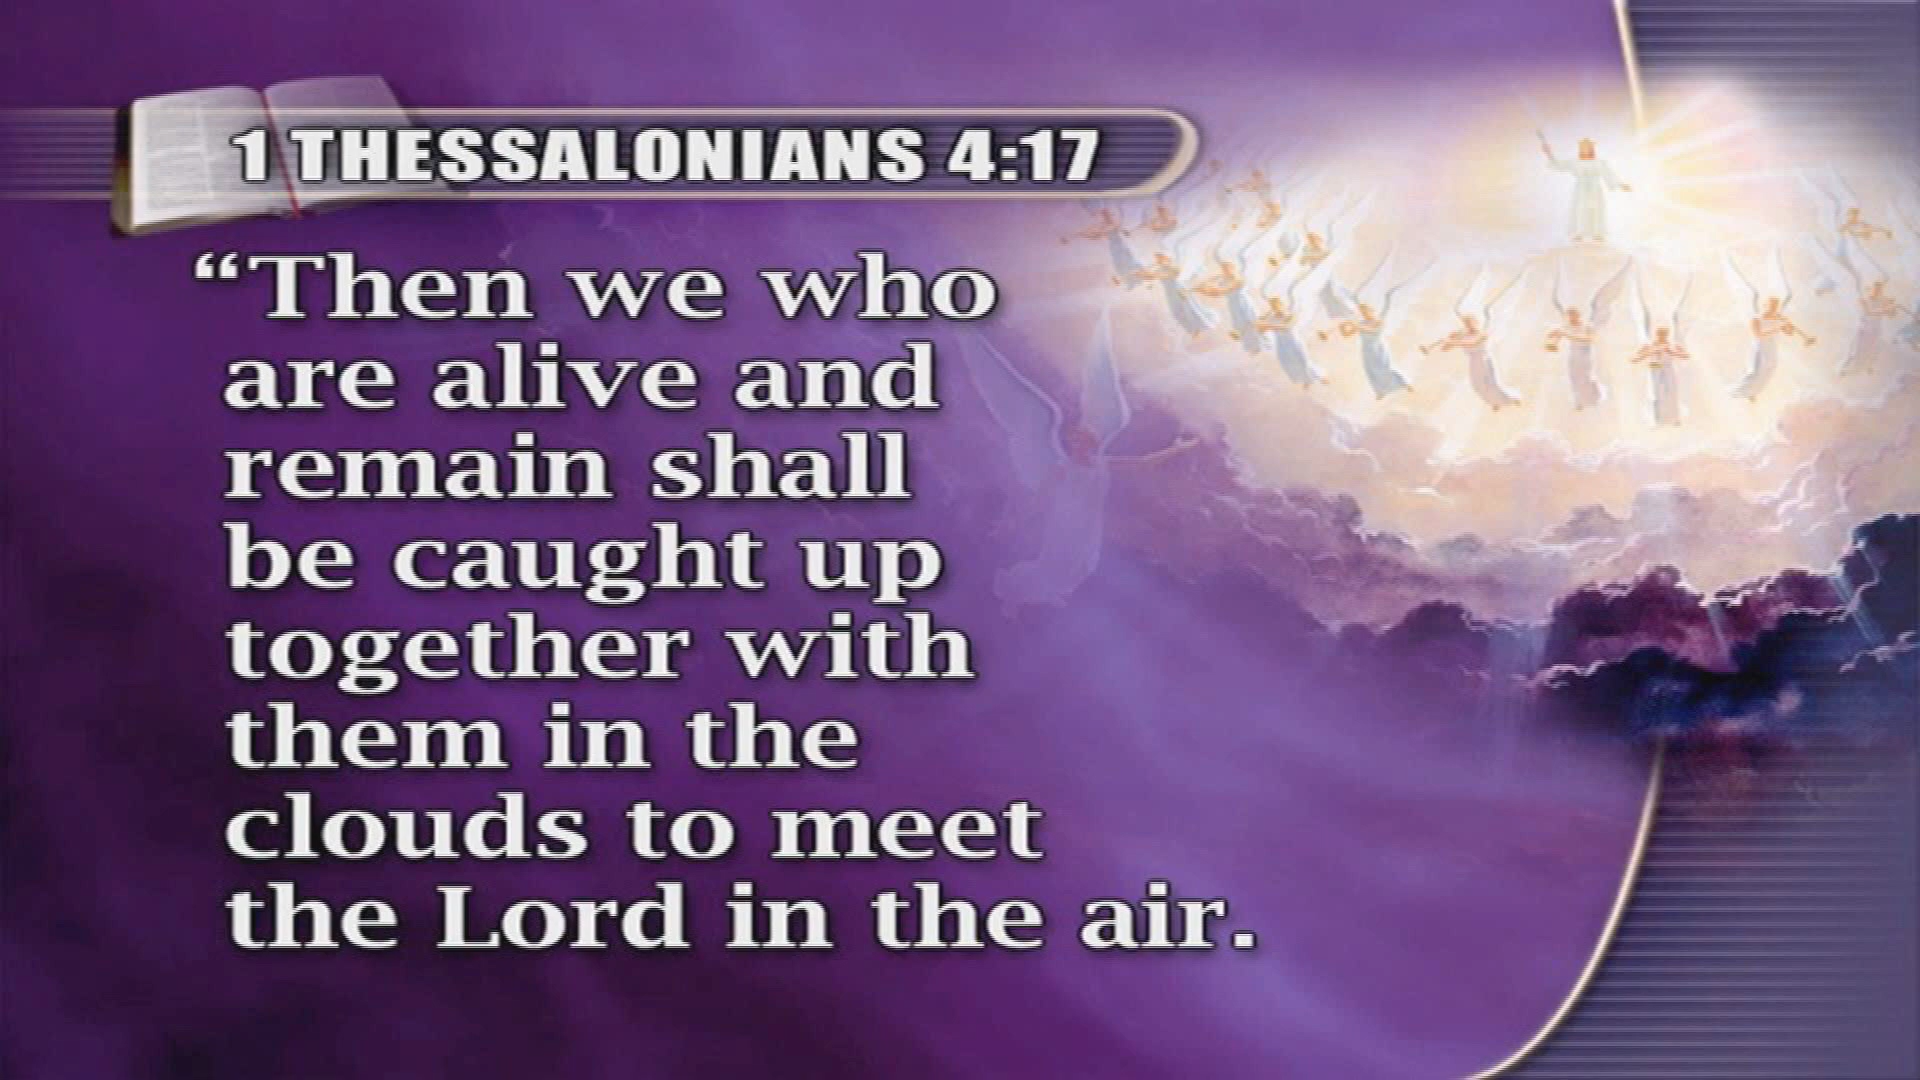 1 THESSALONIANS 4:17
“Then we who
are alive and
remain shall
be caught up
together with
them in the
clouds to meet
the Lord in the air.